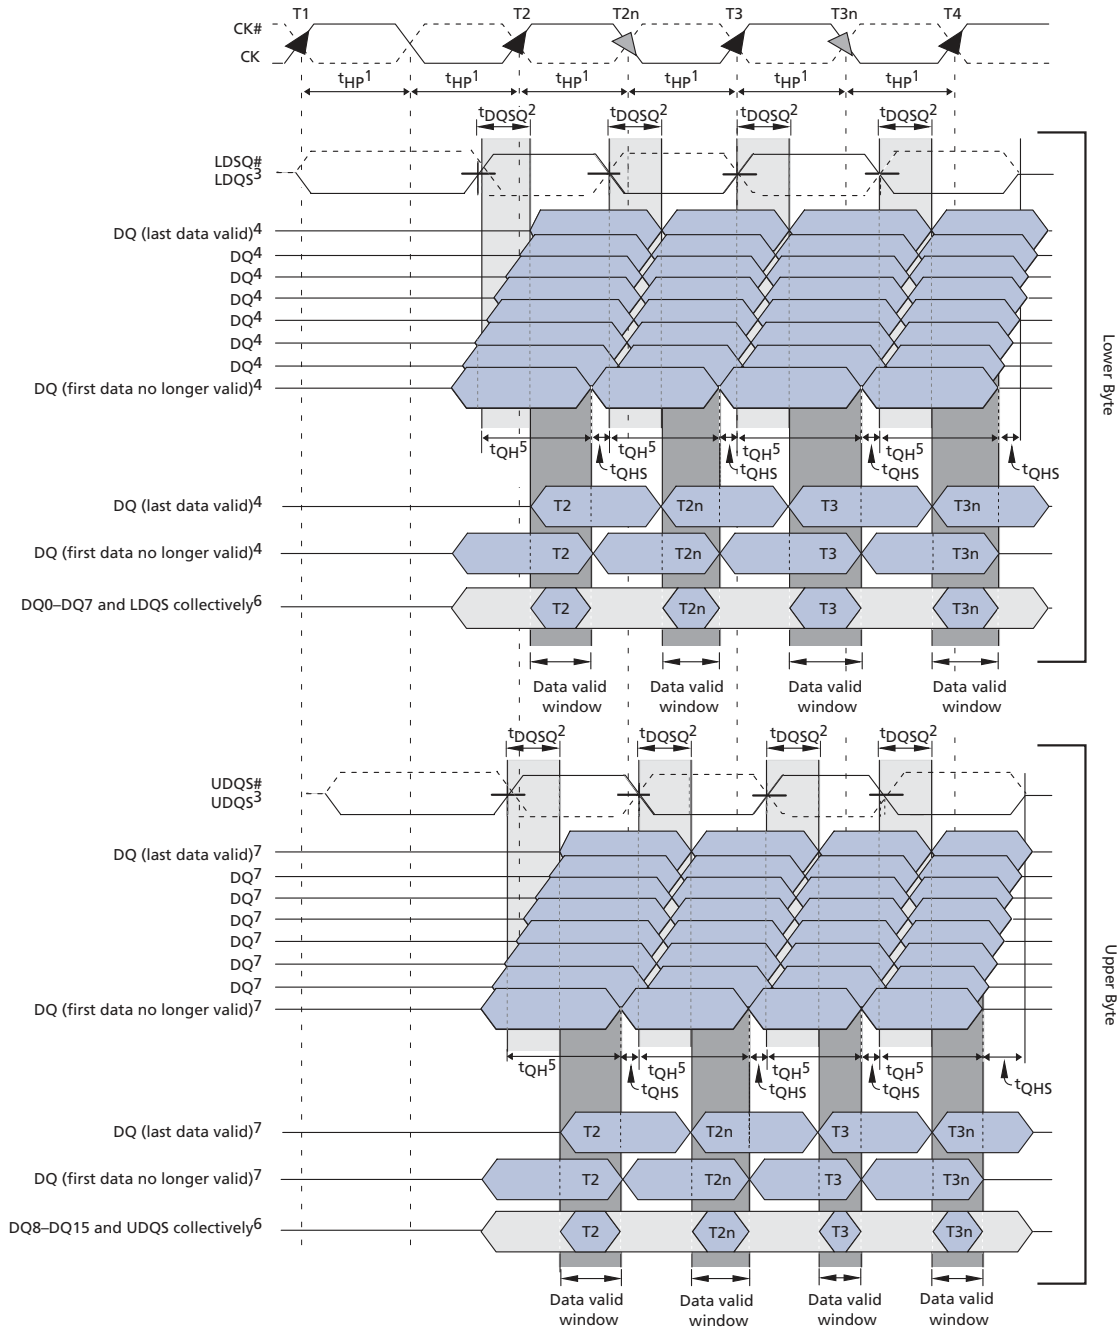 T1 T2 T2n T3 T3n T4
CK#
CK
tHP1 tHP1 tHP1 tHP1 tHP1 tHP1
tDQSQ2 tDQSQ2 tDQSQ2 tDQSQ2
LDSQ#
LDQS3
DQ (last data valid)4
DQ4
DQ4
DQ4
DQ4
DQ4
DQ4
DQ (first data no longer valid)4
Lower Byte
tQH5 tQH5 tQH5 tQH5
tQHS tQHS tQHS tQHS
DQ (last data valid)4 T2 T2n T3 T3n
DQ (first data no longer valid)4 T2 T2n T3 T3n
DQ0–DQ7 and LDQS collectively6 T2 T2n T3 T3n
Data valid window Data valid window Data valid window Data valid window
tDQSQ2 tDQSQ2 tDQSQ2 tDQSQ2
UDQS#
UDQS3
DQ (last data valid)7
DQ7
DQ7
DQ7
DQ7
DQ7
DQ7
DQ (first data no longer valid)7
Upper Byte
tQH5 tQH5 tQH5 tQH5
tQHS tQHS tQHS tQHS
DQ (last data valid)7 T2 T2n T3 T3n
DQ (first data no longer valid)7 T2 T2n T3 T3n
DQ8–DQ15 and UDQS collectively6 T2 T2n T3 T3n
Data valid window Data valid window Data valid window Data valid window